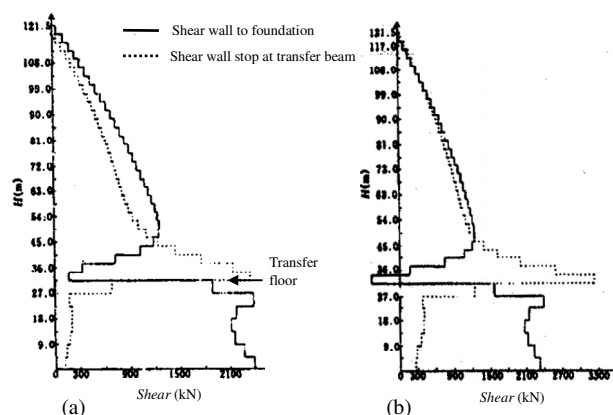 121.5
108.0
99.0
90.0
81.0
72.0
63.0
54.0
45.0
36.0
27.0
18.0
9.0
H(m)
0 300 900 1500 2100
Shear (kN)
(a)
Shear wall to foundation
Shear wall stop at transfer beam
Transfer
floor
121.5
117.0
108.0
99.0
90.0
81.0
72.0
63.0
54.0
45.0
36.0
27.0
18.0
9.0
H(m)
0 300 900 1500 2100 2700 3300
Shear (kN)
(b)